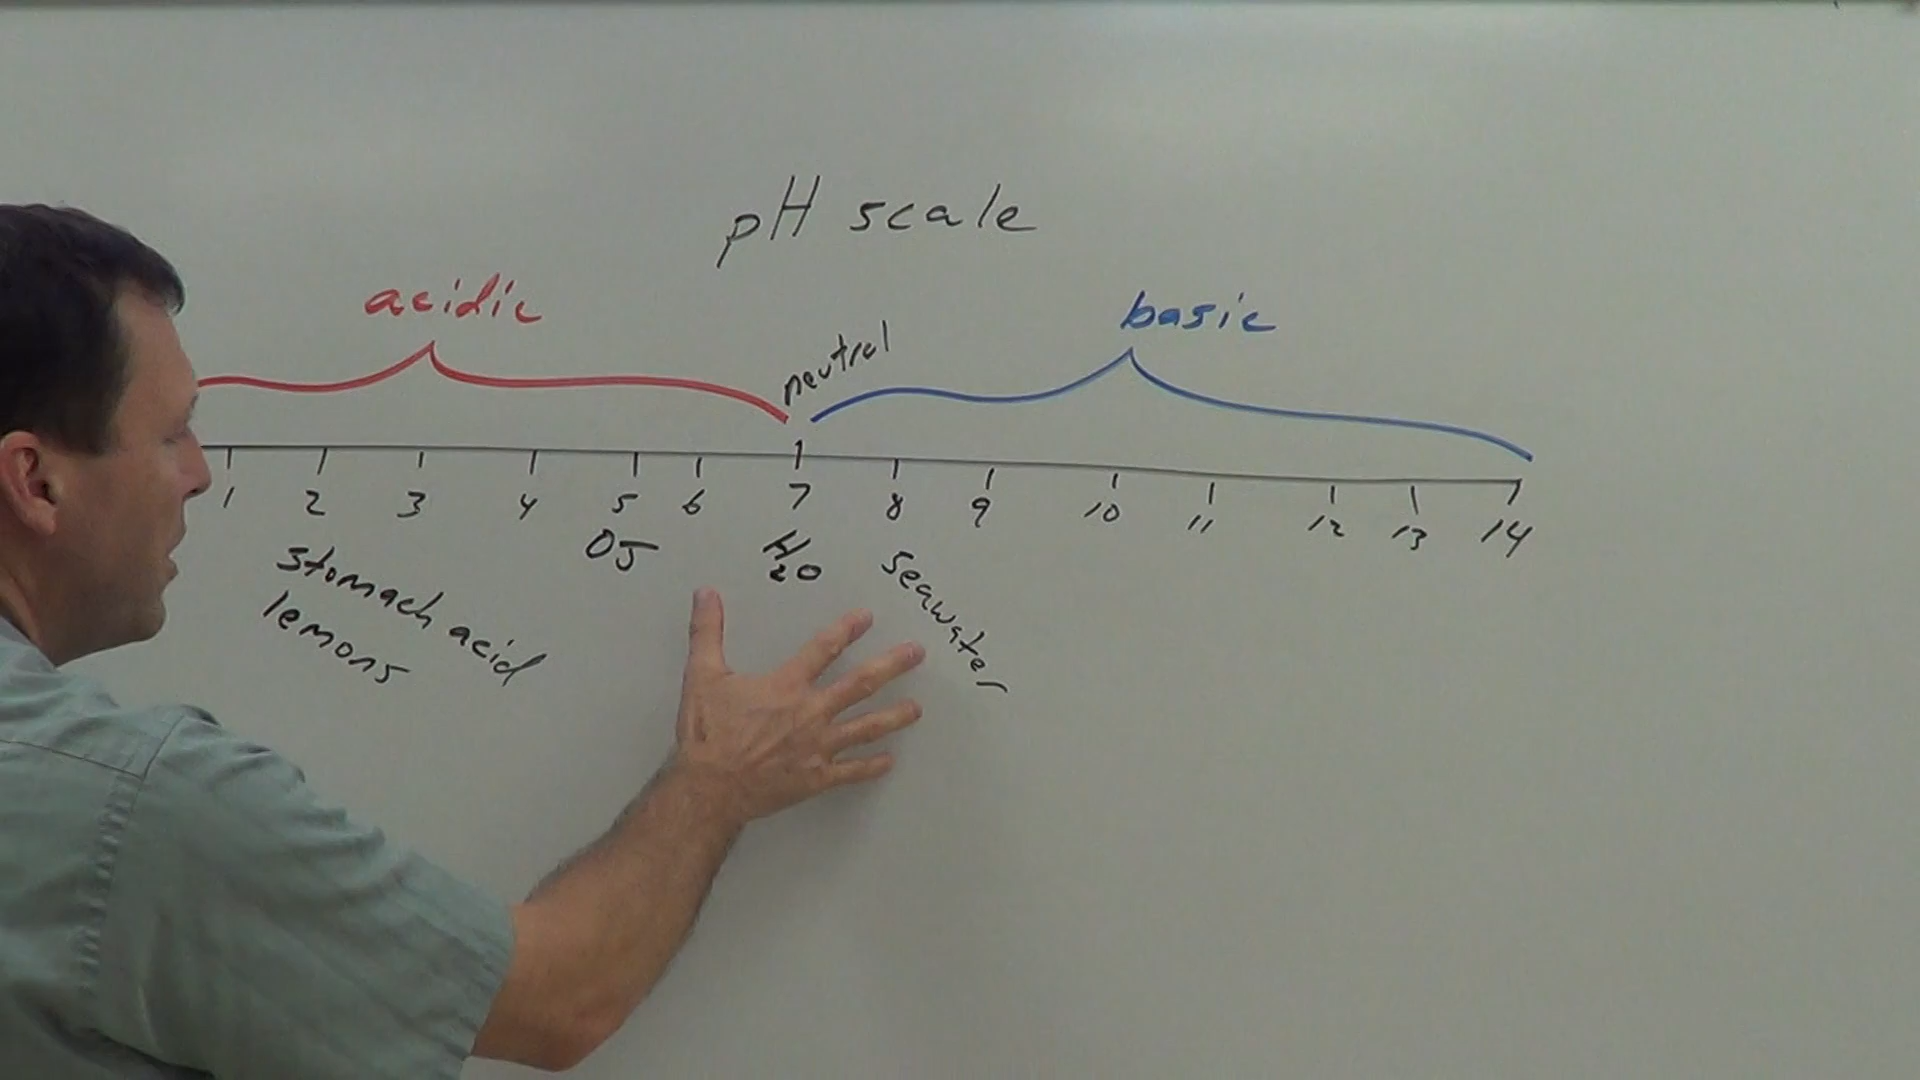 pH scale
acidic
basic
neutral
1 2 3 4 5 6 7 8 9 10 11 12 13 14
OJ
H2O
seawater
stomach acid
lemons